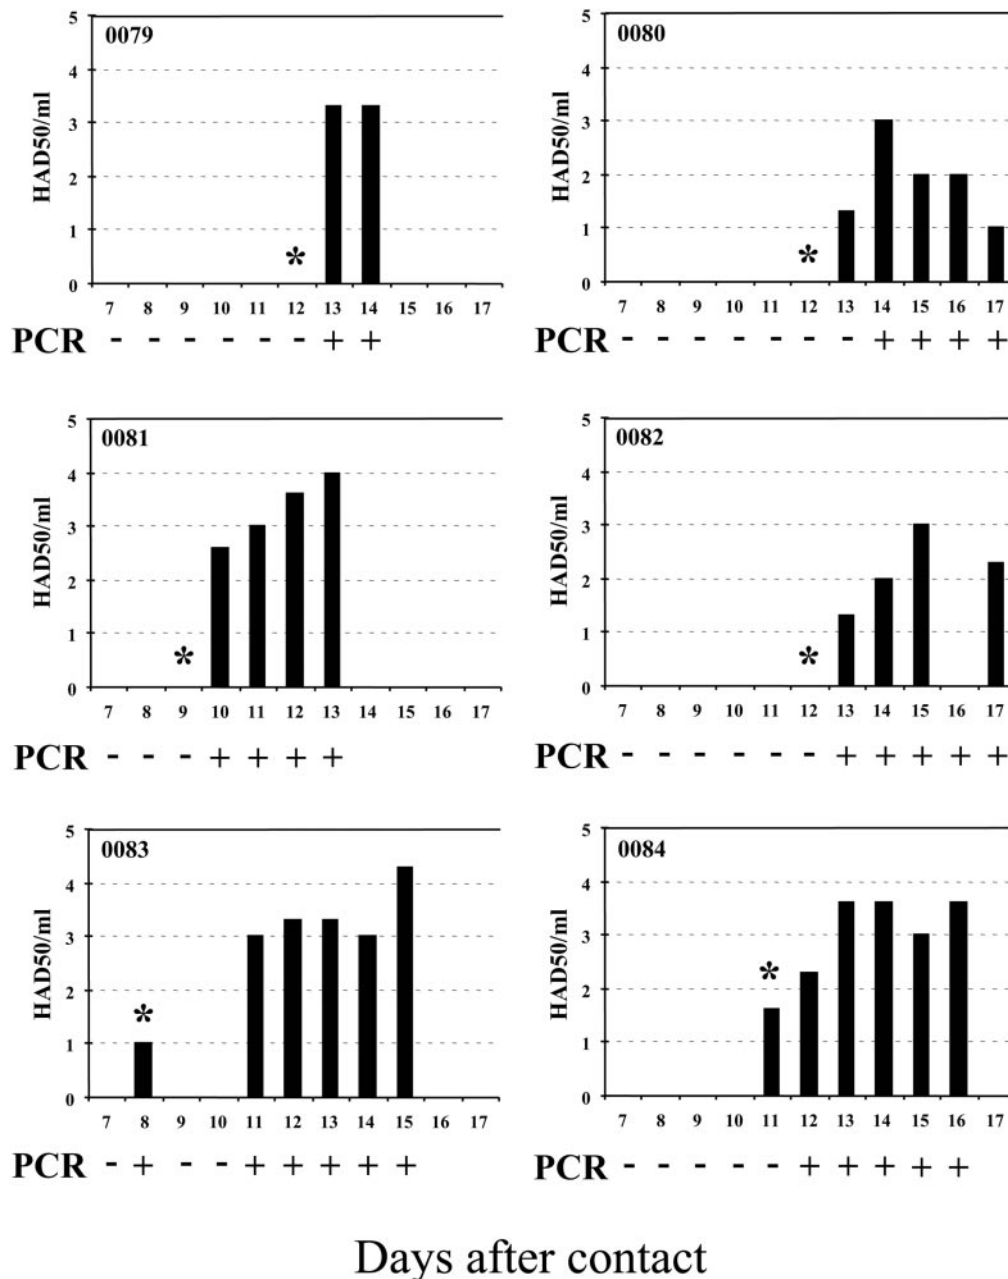 0079
HAD50/ml
5
4
3
2
1
0
*
7 8 9 10 11 12 13 14 15 16 17
PCR - - - - - - + +
0080
HAD50/ml
5
4
3
2
1
0
*
7 8 9 10 11 12 13 14 15 16 17
PCR - - - - - - - + + + +
0081
HAD50/ml
5
4
3
2
1
0
*
7 8 9 10 11 12 13 14 15 16 17
PCR - - - + + + +
0082
HAD50/ml
5
4
3
2
1
0
*
7 8 9 10 11 12 13 14 15 16 17
PCR - - - - - - + + + + +
0083
HAD50/ml
5
4
3
2
1
0
*
7 8 9 10 11 12 13 14 15 16 17
PCR - + - - + + + + +
0084
HAD50/ml
5
4
3
2
1
0
*
7 8 9 10 11 12 13 14 15 16 17
PCR - - - - - + + + + +
Days after contact